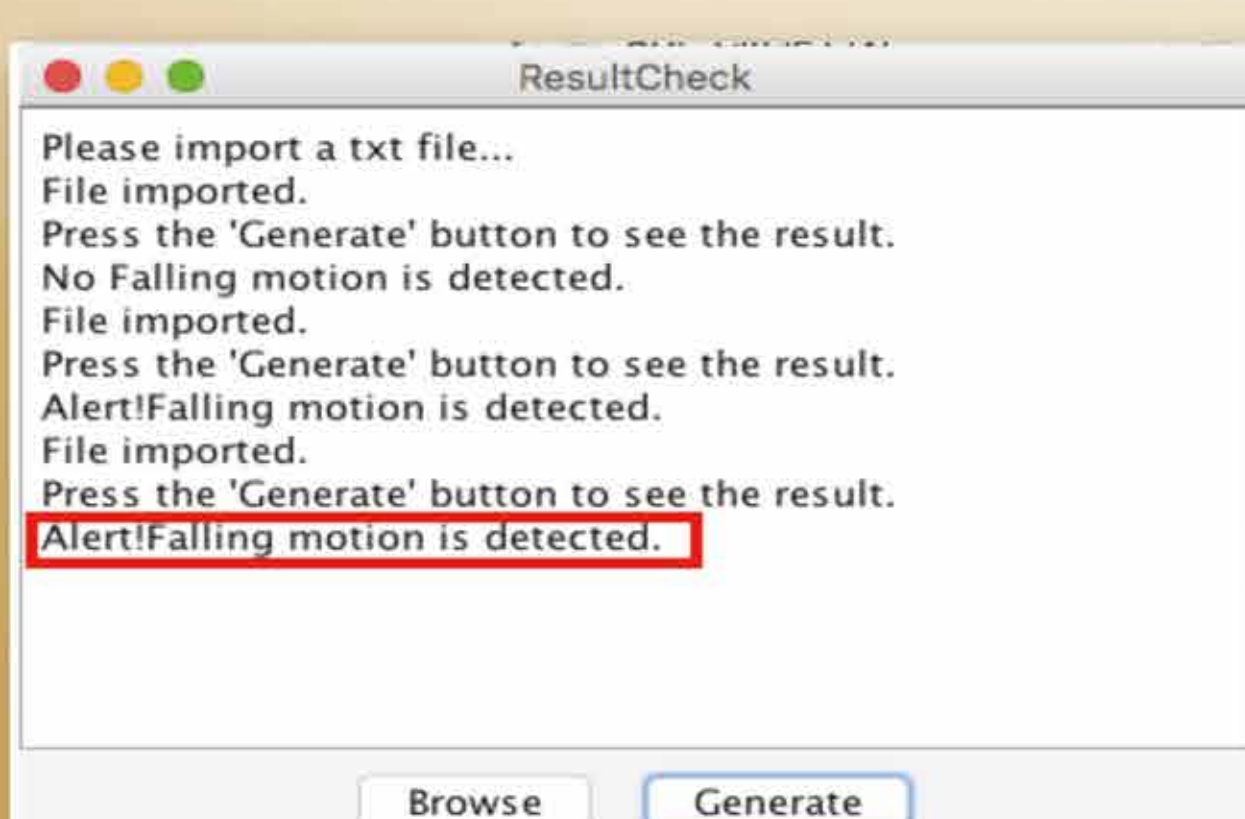 ResultCheck
Please import a txt file...
File imported.
Press the 'Generate' button to see the result.
No Falling motion is detected.
File imported.
Press the 'Generate' button to see the result.
Alert!Falling motion is detected.
File imported.
Press the 'Generate' button to see the result.
Alert!Falling motion is detected.
Browse Generate